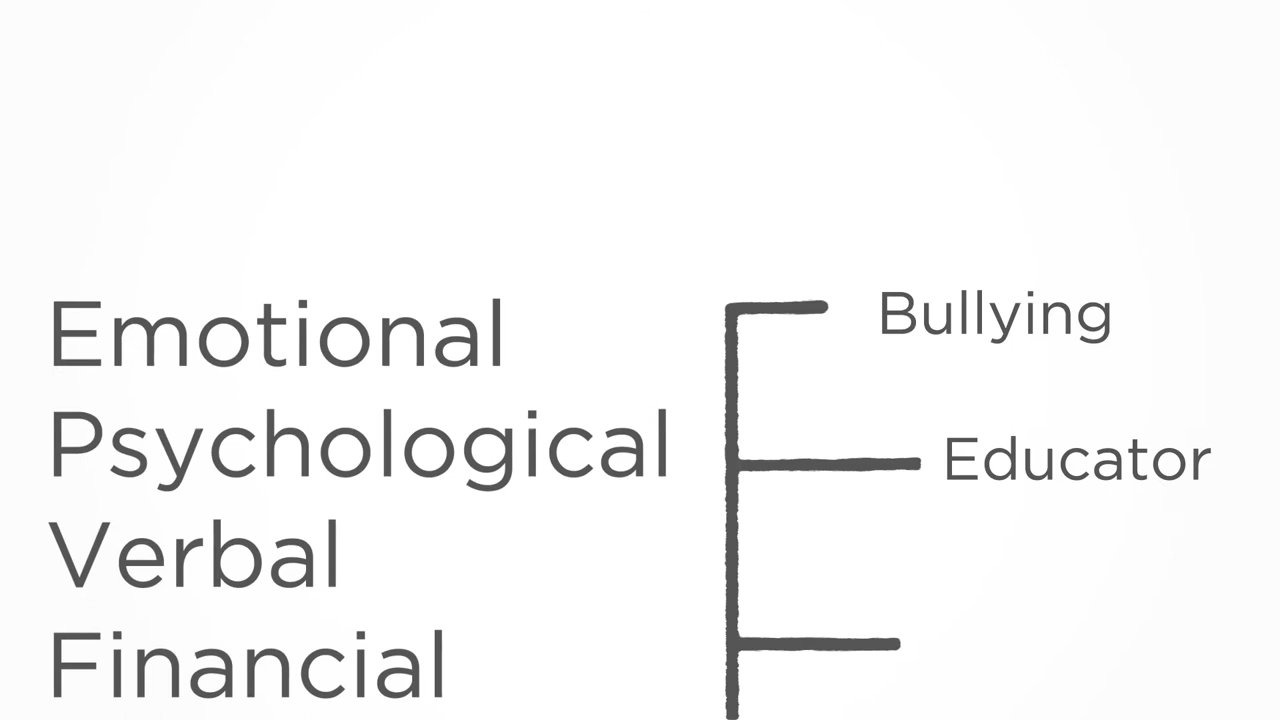 Emotional
Psychological
Verbal
Financial
Bullying
Educator